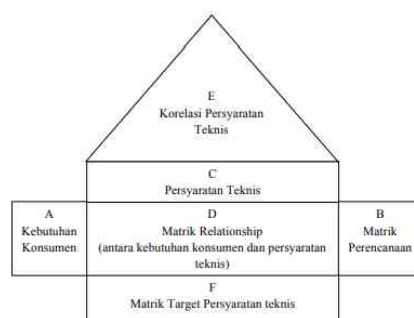 E
Korelasi Persyaratan
Teknis
C
Persyaratan Teknis
A
Kebutuhan
Konsumen
D
Matrik Relationship
(antara kebutuhan konsumen dan persyaratan
teknis)
B
Matrik
Perencanaan
F
Matrik Target Persyaratan teknis